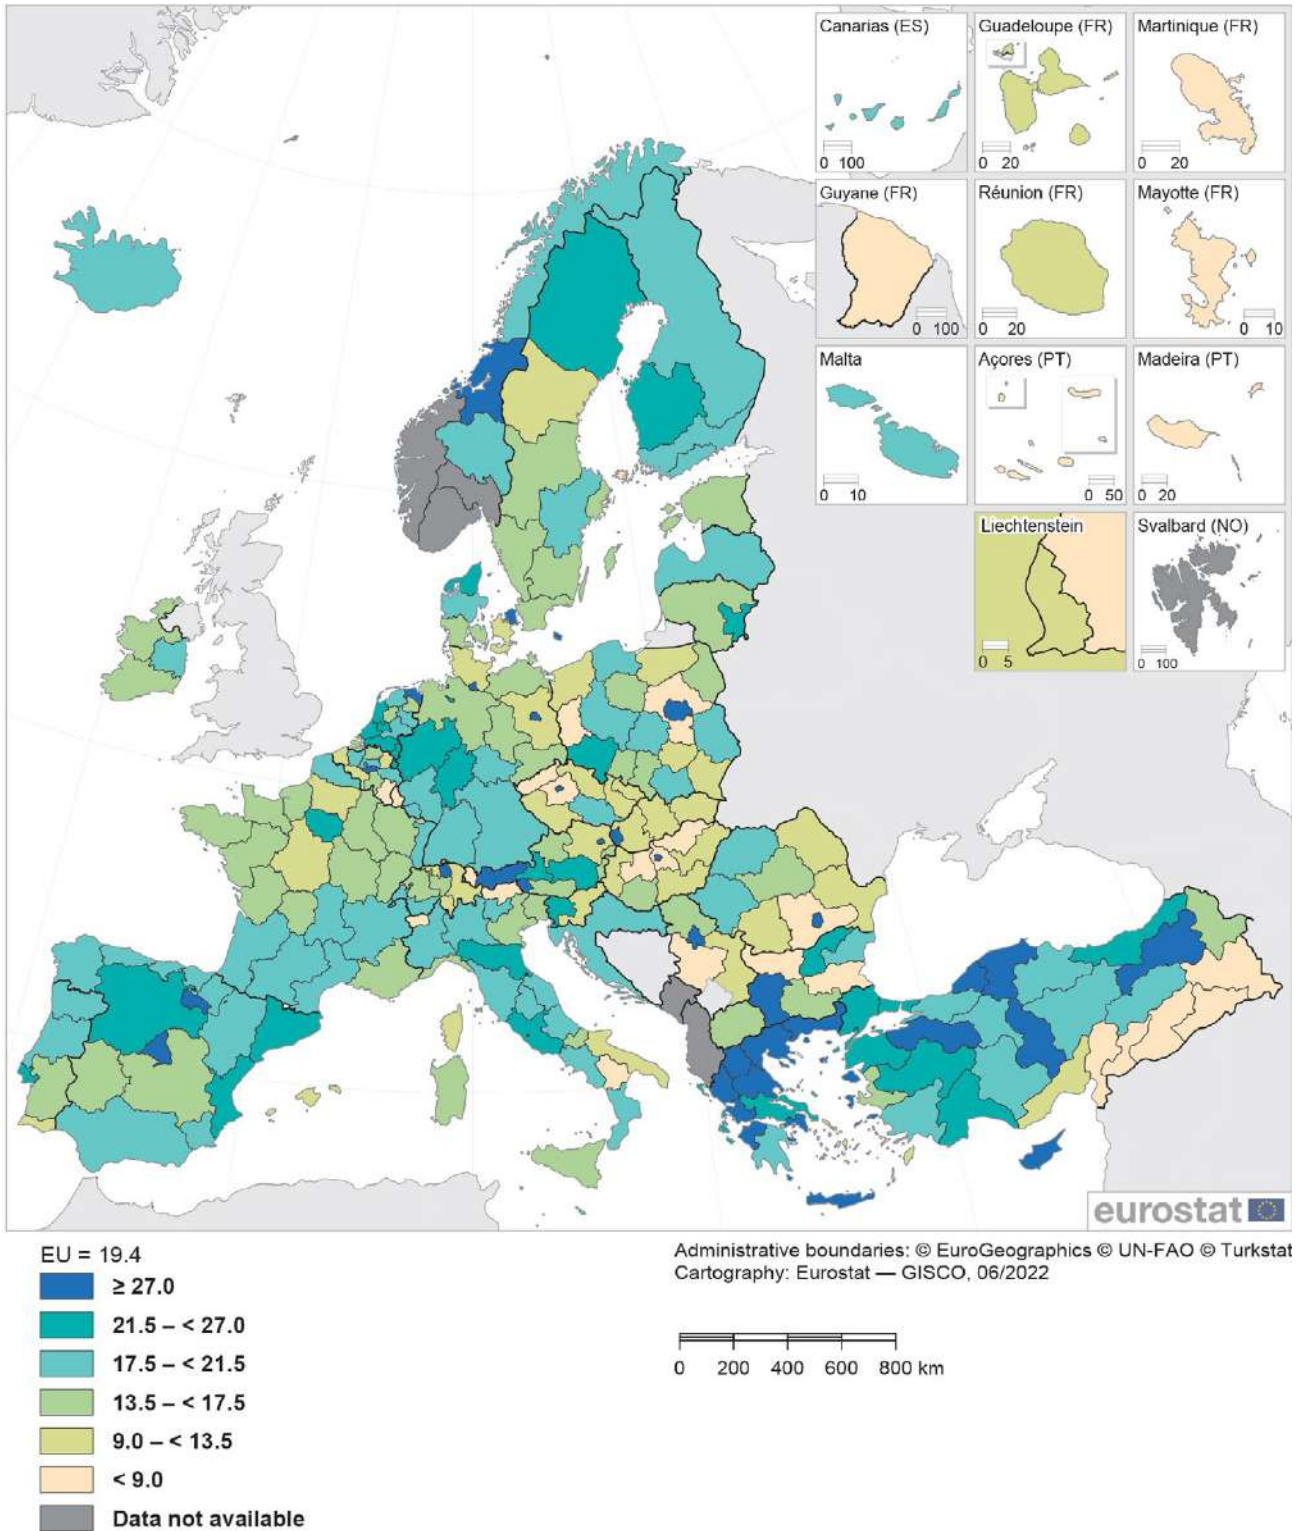 Canarias (ES)
0 100
Guadeloupe (FR)
0 20
Martinique (FR)
0 20
Guyane (FR)
0 100
Réunion (FR)
0 20
Mayotte (FR)
0 10
Malta
0 10
Açores (PT)
0 50
Madeira (PT)
0 20
Liechtenstein
0 5
Svalbard (NO)
0 100
eurostat
EU = 19.4
≥ 27.0
21.5 – < 27.0
17.5 – < 21.5
13.5 – < 17.5
9.0 – < 13.5
< 9.0
Data not available
Administrative boundaries: © EuroGeographics © UN-FAO © Turkstat
Cartography: Eurostat — GISCO, 06/2022
0 200 400 600 800 km